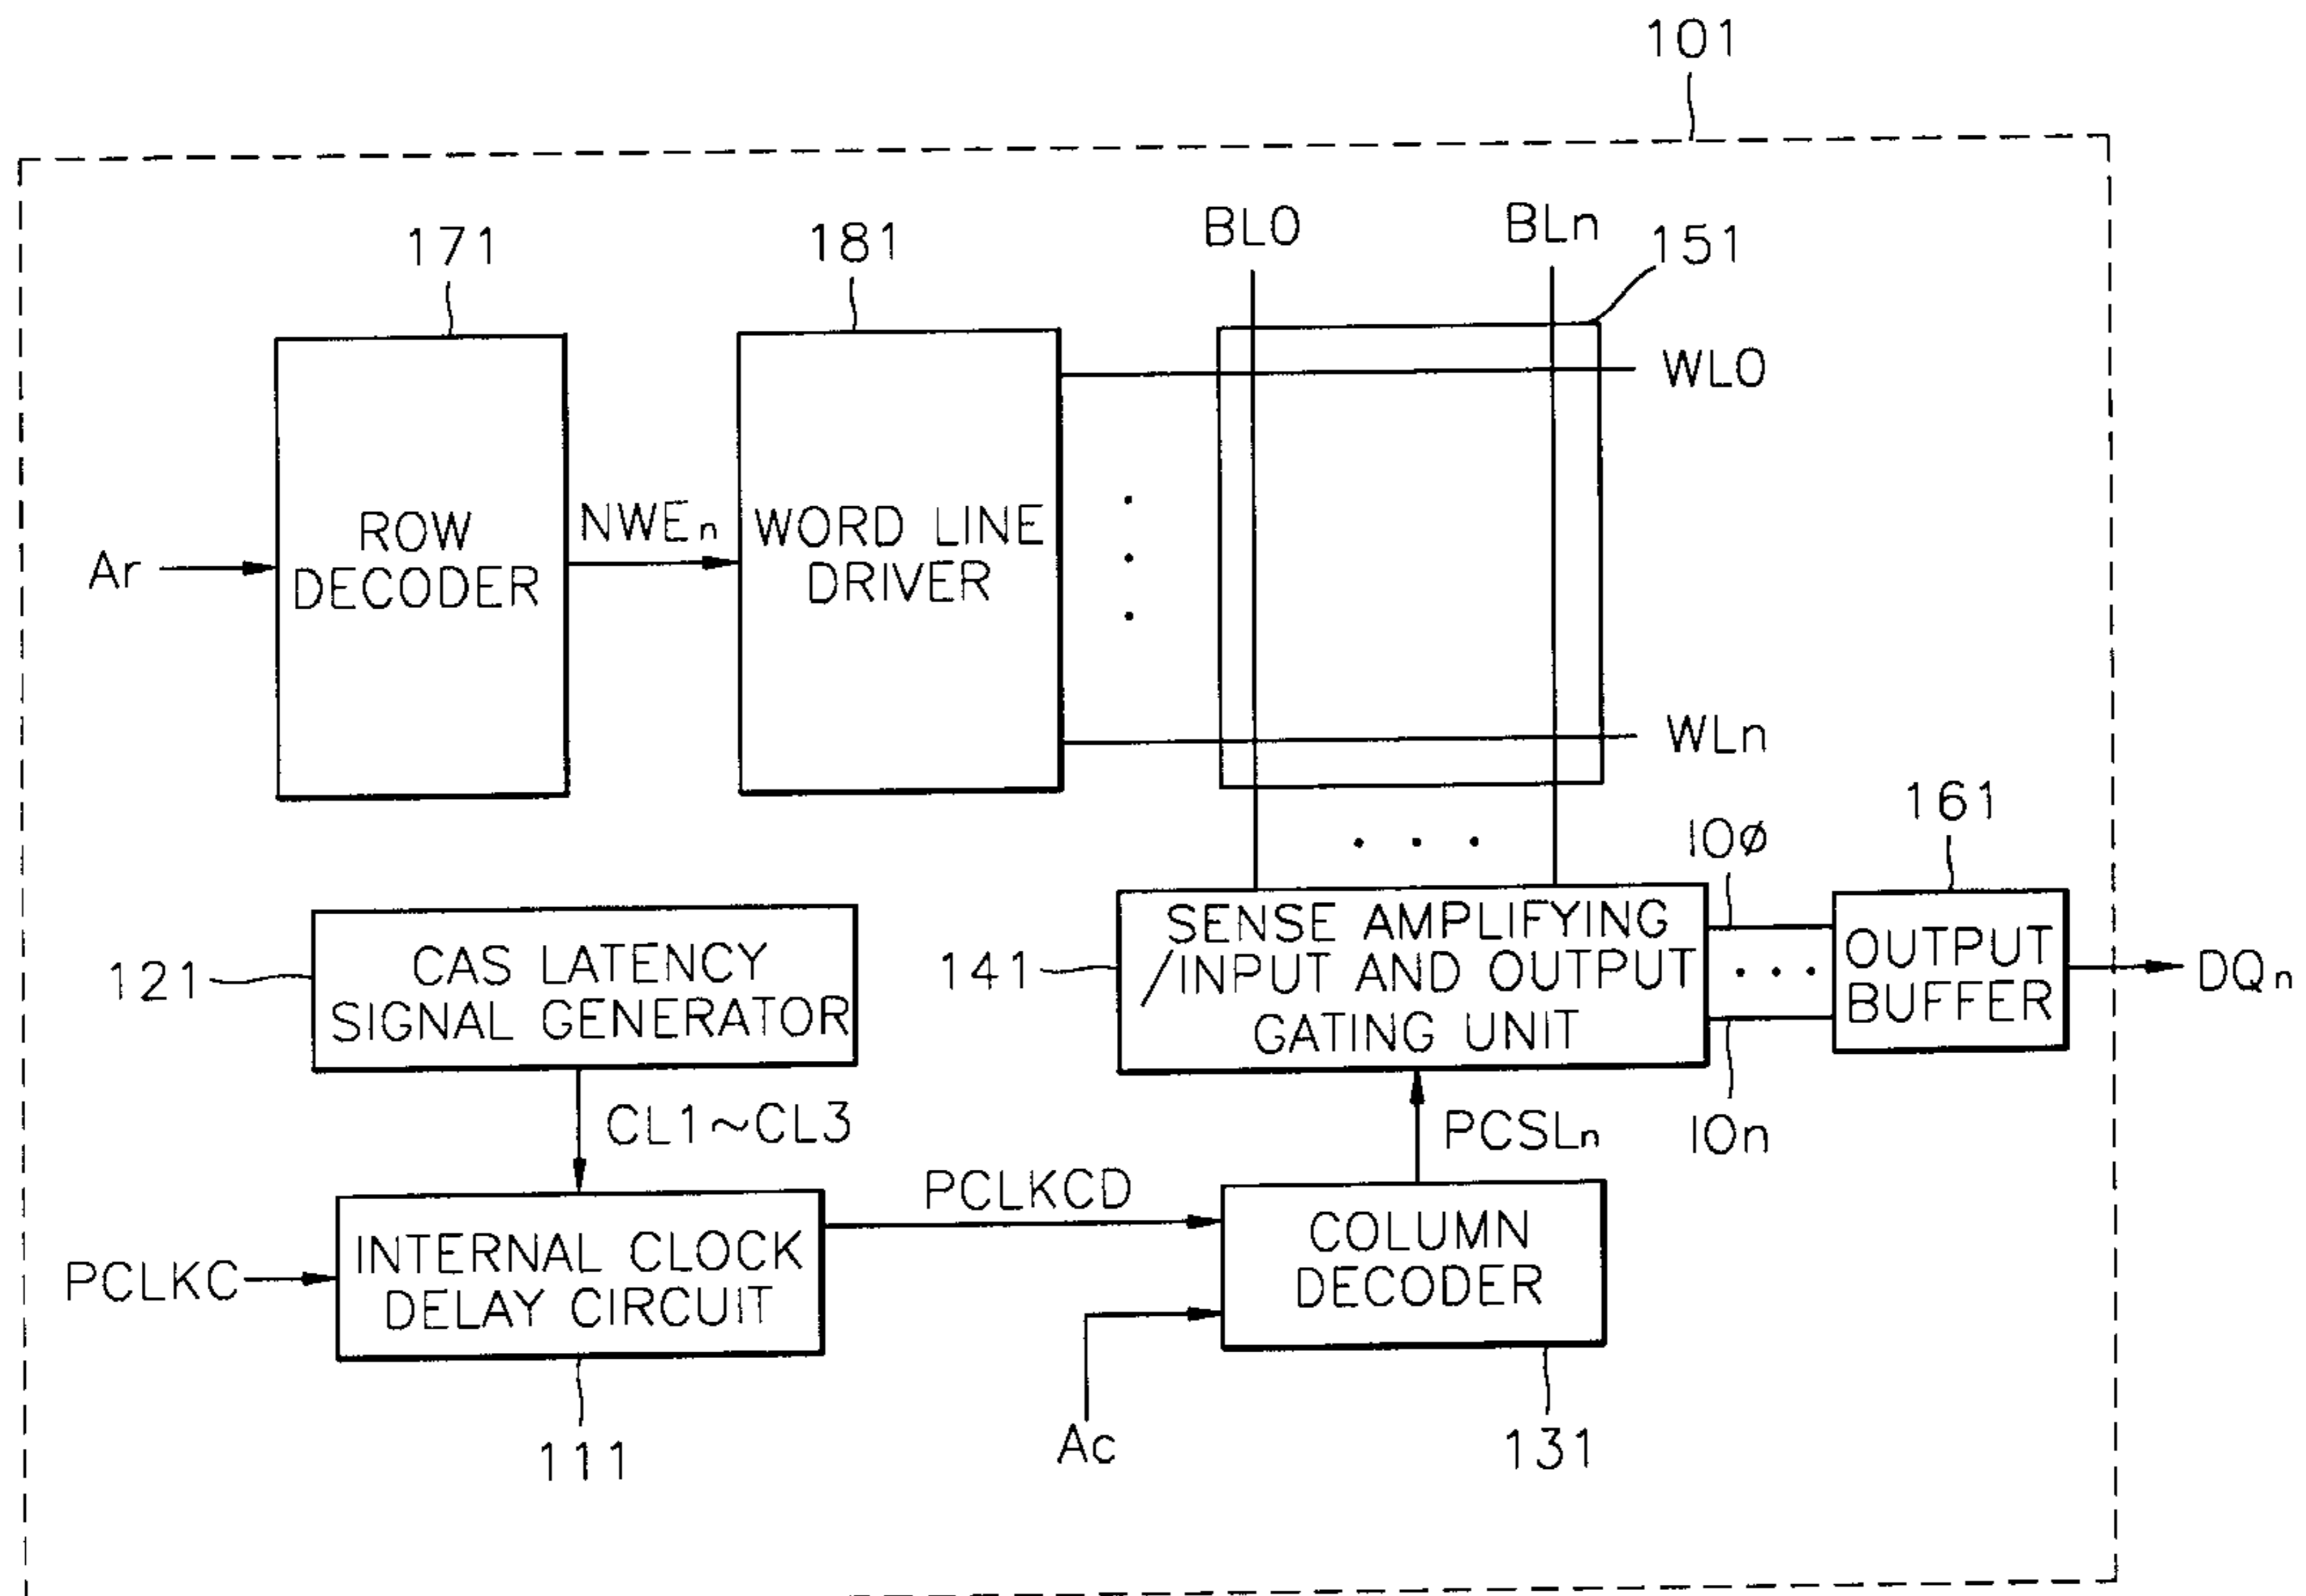 101
171
181
BL0
BLn
151
WL0
Ar
ROW
DECODER
NWEn
WORD LINE
DRIVER
WLn
161
IOø
121
CAS LATENCY
SIGNAL GENERATOR
141
SENSE AMPLIFYING
/INPUT AND OUTPUT
GATING UNIT
OUTPUT
BUFFER
DQn
CL1~CL3
PCSLn
IOn
PCLKCD
PCLKC
INTERNAL CLOCK
DELAY CIRCUIT
COLUMN
DECODER
111
Ac
131